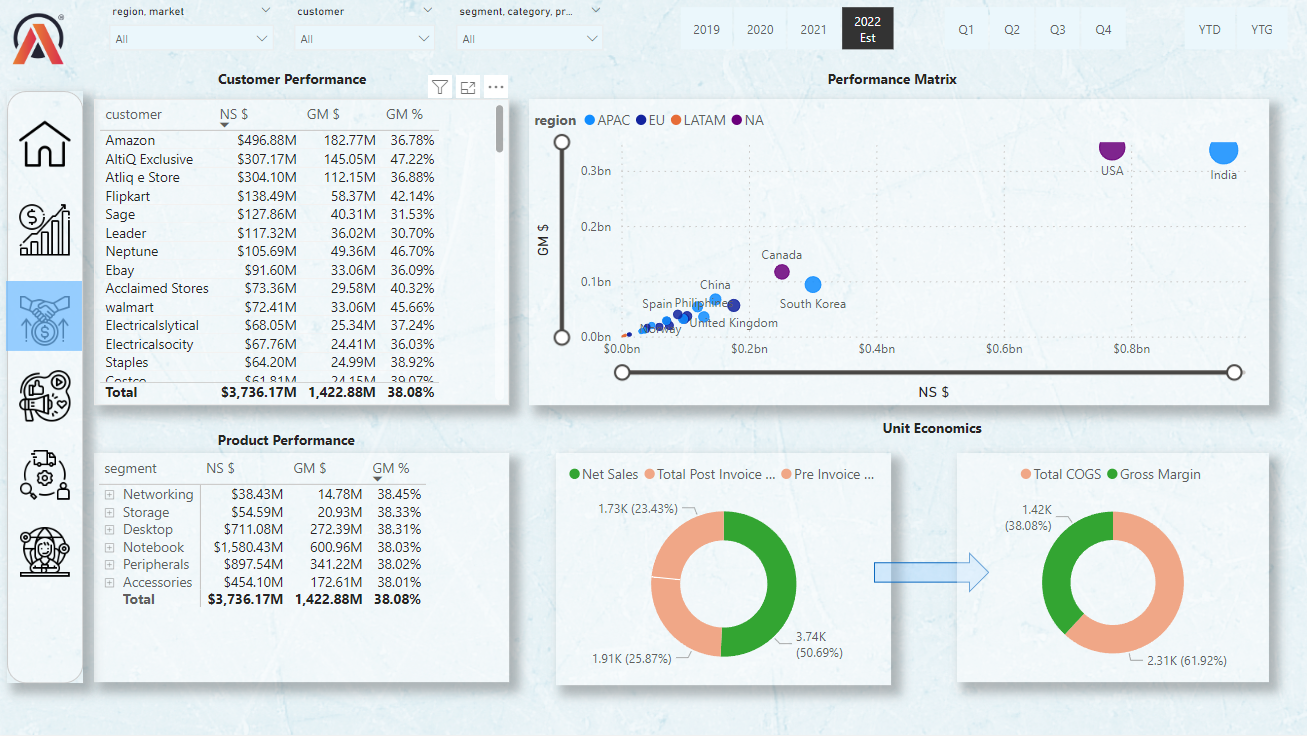 region, market
customer
segment, category, pr...
All
All
All
2019
2020
2021
2022
Est
Q1
Q2
Q3
Q4
YTD
YTG
Customer Performance
customer NS $ GM $ GM %
Amazon $496.88M 182.77M 36.78%
AltiQ Exclusive $307.17M 145.05M 47.22%
Atliq e Store $304.10M 112.15M 36.88%
Flipkart $138.49M 58.37M 42.14%
Sage $127.86M 40.31M 31.53%
Leader $117.32M 36.02M 30.70%
Neptune $105.69M 49.36M 46.70%
Ebay $91.60M 33.06M 36.09%
Acclaimed Stores $73.36M 29.58M 40.32%
walmart $72.41M 33.06M 45.66%
Electricalslytical $68.05M 25.34M 37.24%
Electricalsocity $67.76M 24.41M 36.03%
Staples $64.20M 24.99M 38.92%
Costco $61.81M 24.15M 39.07%
Total $3,736.17M 1,422.88M 38.08%
Performance Matrix
region APAC EU LATAM NA
GM $
0.3bn
0.2bn
0.1bn
0.0bn
USA
India
Canada
China
South Korea
Spain
Philippines
United Kingdom
Norway
$0.0bn $0.2bn $0.4bn $0.6bn $0.8bn
NS $
Product Performance
segment NS $ GM $ GM %
Networking $38.43M 14.78M 38.45%
Storage $54.59M 20.93M 38.33%
Desktop $711.08M 272.39M 38.31%
Notebook $1,580.43M 600.96M 38.03%
Peripherals $897.54M 341.22M 38.02%
Accessories $454.10M 172.61M 38.01%
Total $3,736.17M 1,422.88M 38.08%
Unit Economics
Net Sales Total Post Invoice ... Pre Invoice ...
1.73K (23.43%)
3.74K
(50.69%)
1.91K (25.87%)
Total COGS Gross Margin
1.42K
(38.08%)
2.31K (61.92%)